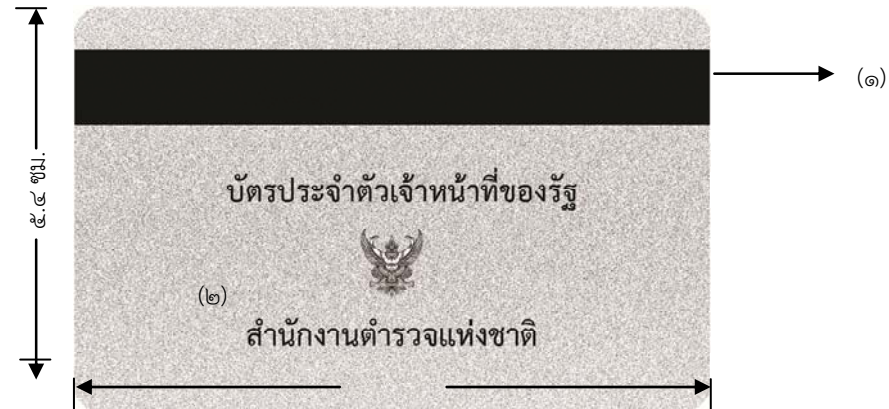 (๑)
๕.๔ ซม.
บัตรประจำตัวเจ้าหน้าที่ของรัฐ
(๒)
สำนักงานตำรวจแห่งชาติ